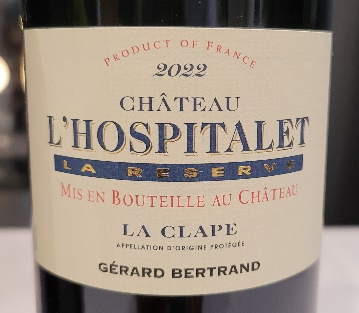 PRODUCT OF FRANCE
2022
CHÂTEAU
L'HOSPITALET
LA RESERVE
MIS EN BOUTEILLE AU CHÂTEAU
LA CLAPE
APPELLATION D'ORIGINE PROTÉGÉE
GÉRARD BERTRAND